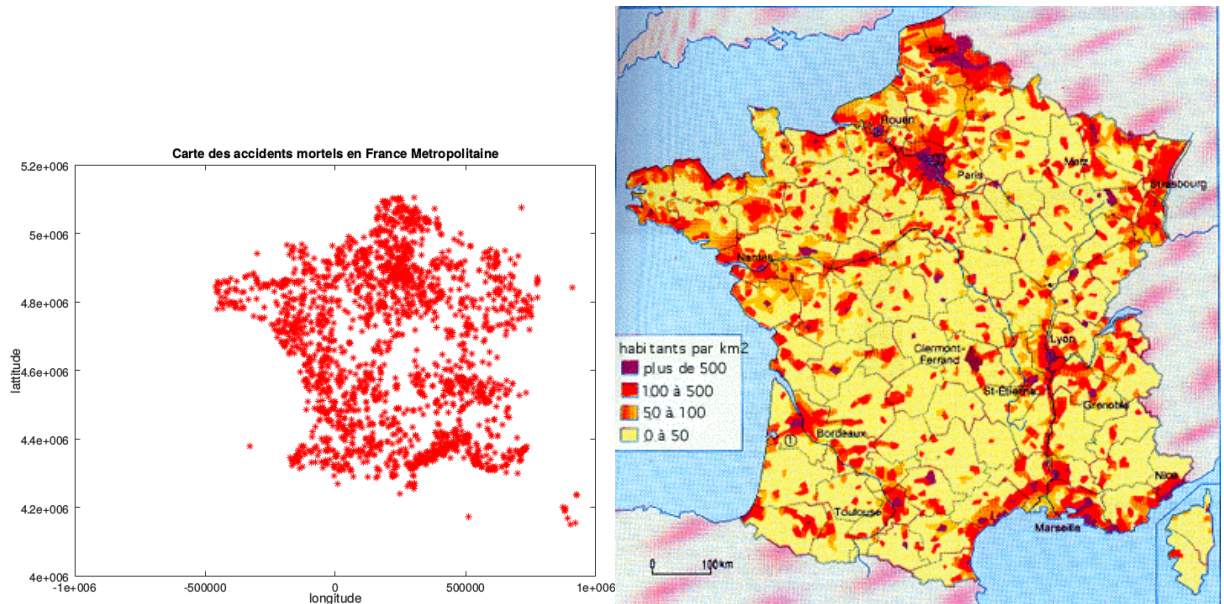 Carte des accidents mortels en France Metropolitaine
5.2e+006
5e+006
4.8e+006
4.6e+006
4.4e+006
4.2e+006
4e+006
-1e+006
-500000
0
500000
1e+006
latitude
longitude
Lille
Rouen
Paris
Metz
Strasbourg
Nantes
habitants par km2
plus de 500
100 à 500
50 à 100
0 à 50
Clermont-
Ferrand
Lyon
St-Étienne
Grenoble
Bordeaux
1
Toulouse
Nice
Marseille
0 100km